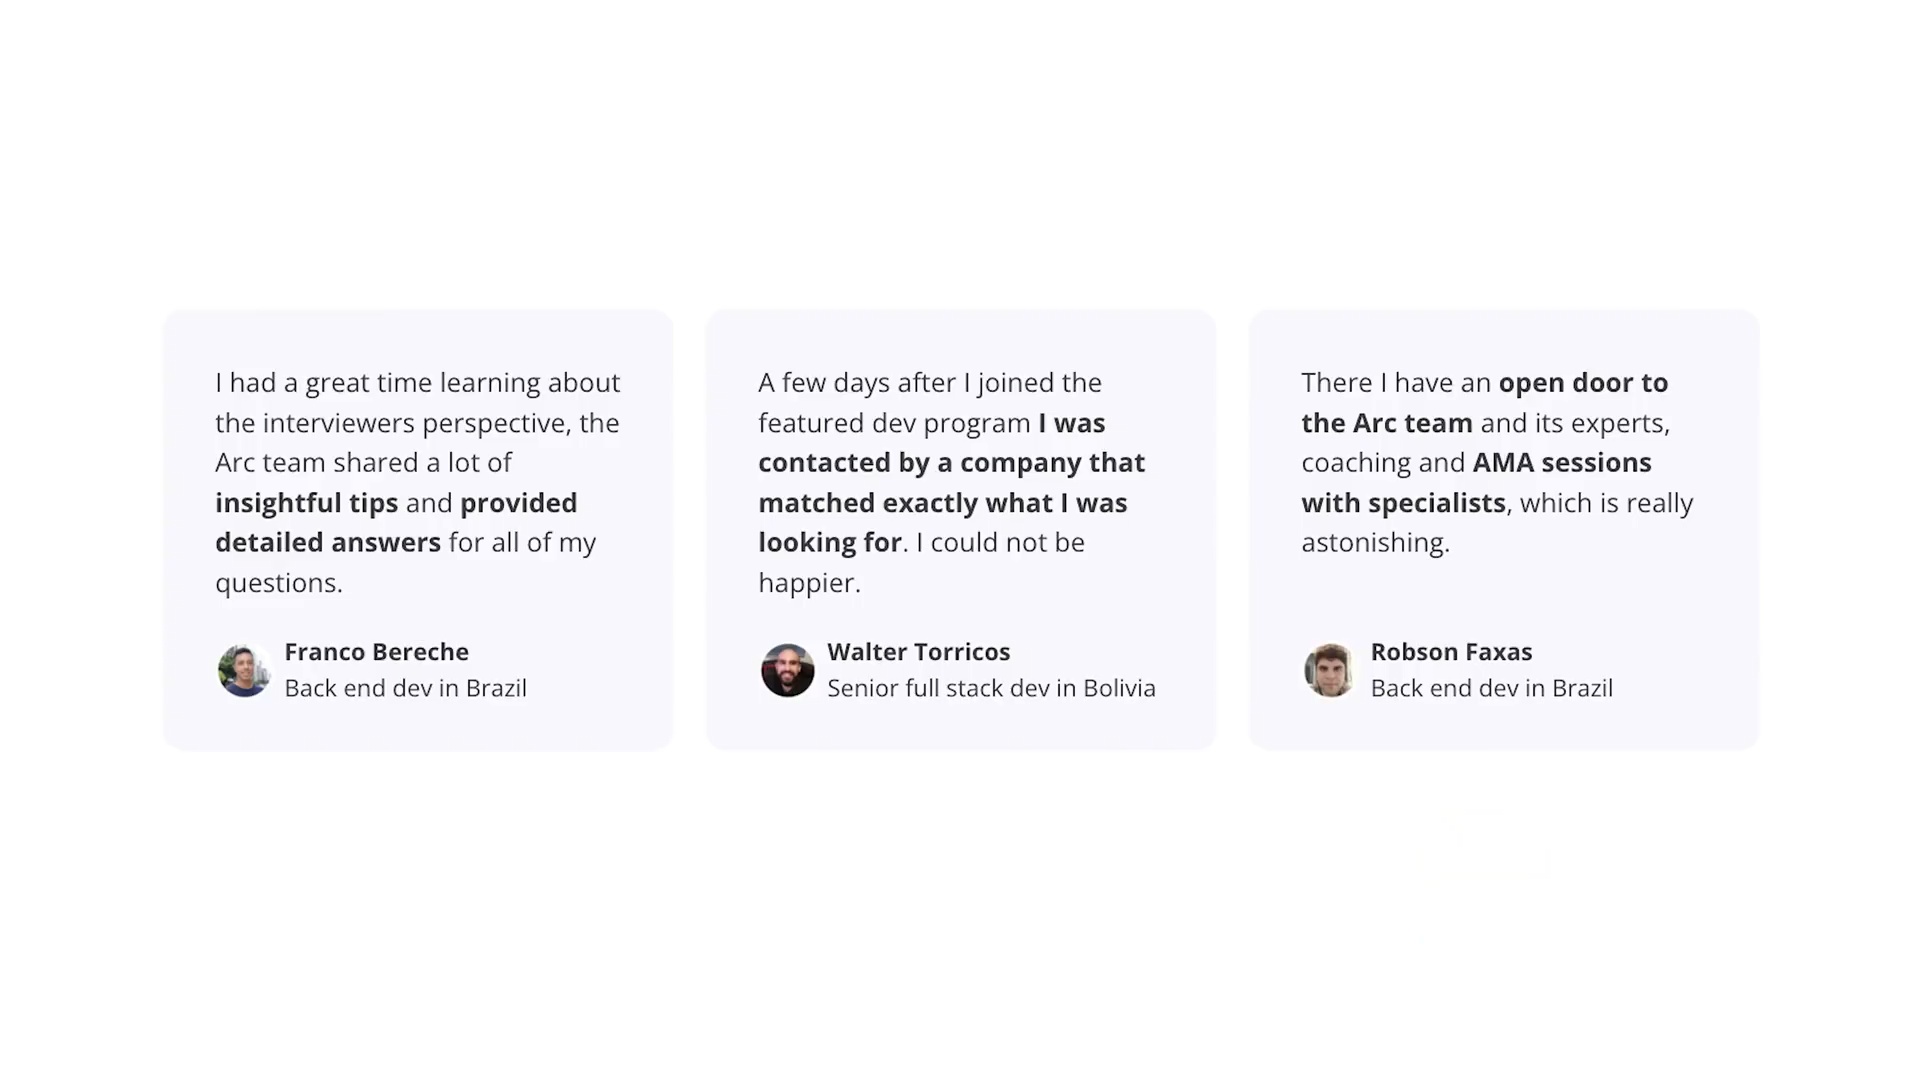 I had a great time learning about
the interviewers perspective, the
Arc team shared a lot of
insightful tips and provided
detailed answers for all of my
questions.
Franco Bereche
Back end dev in Brazil
A few days after I joined the
featured dev program I was
contacted by a company that
matched exactly what I was
looking for. I could not be
happier.
Walter Torricos
Senior full stack dev in Bolivia
There I have an open door to
the Arc team and its experts,
coaching and AMA sessions
with specialists, which is really
astonishing.
Robson Faxas
Back end dev in Brazil